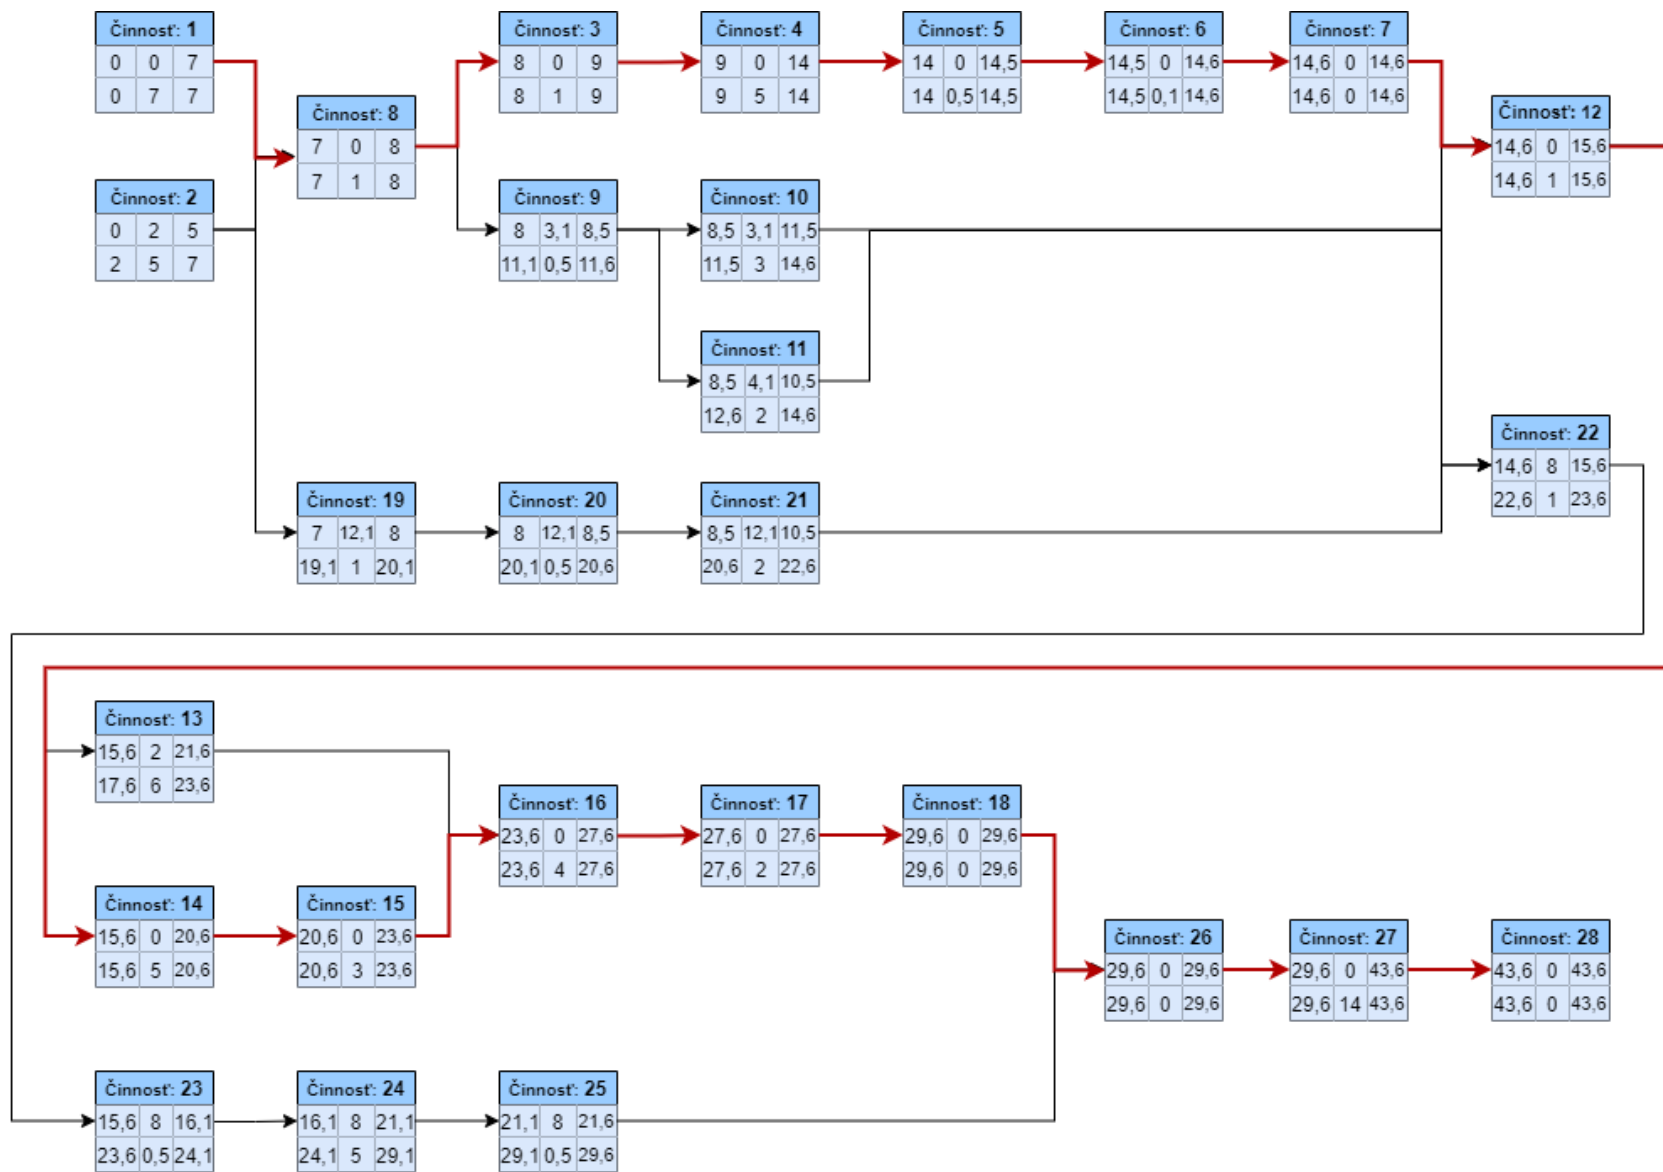 Činnosť: 1
0 0 7
0 7 7
Činnosť: 3
8 0 9
8 1 9
Činnosť: 4
9 0 14
9 5 14
Činnosť: 5
14 0 14,5
14 0,5 14,5
Činnosť: 6
14,5 0 14,6
14,5 0,1 14,6
Činnosť: 7
14,6 0 14,6
14,6 0 14,6
Činnosť: 8
7 0 8
7 1 8
Činnosť: 12
14,6 0 15,6
14,6 1 15,6
Činnosť: 2
0 2 5
2 5 7
Činnosť: 9
8 3,1 8,5
11,1 0,5 11,6
Činnosť: 10
8,5 3,1 11,5
11,5 3 14,6
Činnosť: 11
8,5 4,1 10,5
12,6 2 14,6
Činnosť: 22
14,6 8 15,6
22,6 1 23,6
Činnosť: 19
7 12,1 8
19,1 1 20,1
Činnosť: 20
8 12,1 8,5
20,1 0,5 20,6
Činnosť: 21
8,5 12,1 10,5
20,6 2 22,6
Činnosť: 13
15,6 2 21,6
17,6 6 23,6
Činnosť: 16
23,6 0 27,6
23,6 4 27,6
Činnosť: 17
27,6 0 27,6
27,6 2 27,6
Činnosť: 18
29,6 0 29,6
29,6 0 29,6
Činnosť: 14
15,6 0 20,6
15,6 5 20,6
Činnosť: 15
20,6 0 23,6
20,6 3 23,6
Činnosť: 26
29,6 0 29,6
29,6 0 29,6
Činnosť: 27
29,6 0 43,6
29,6 14 43,6
Činnosť: 28
43,6 0 43,6
43,6 0 43,6
Činnosť: 23
15,6 8 16,1
23,6 0,5 24,1
Činnosť: 24
16,1 8 21,1
24,1 5 29,1
Činnosť: 25
21,1 8 21,6
29,1 0,5 29,6